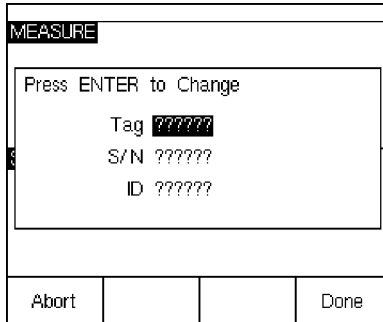 MEASURE
Press ENTER to Change
Tag ??????
S/N ??????
ID ??????
Abort
Done